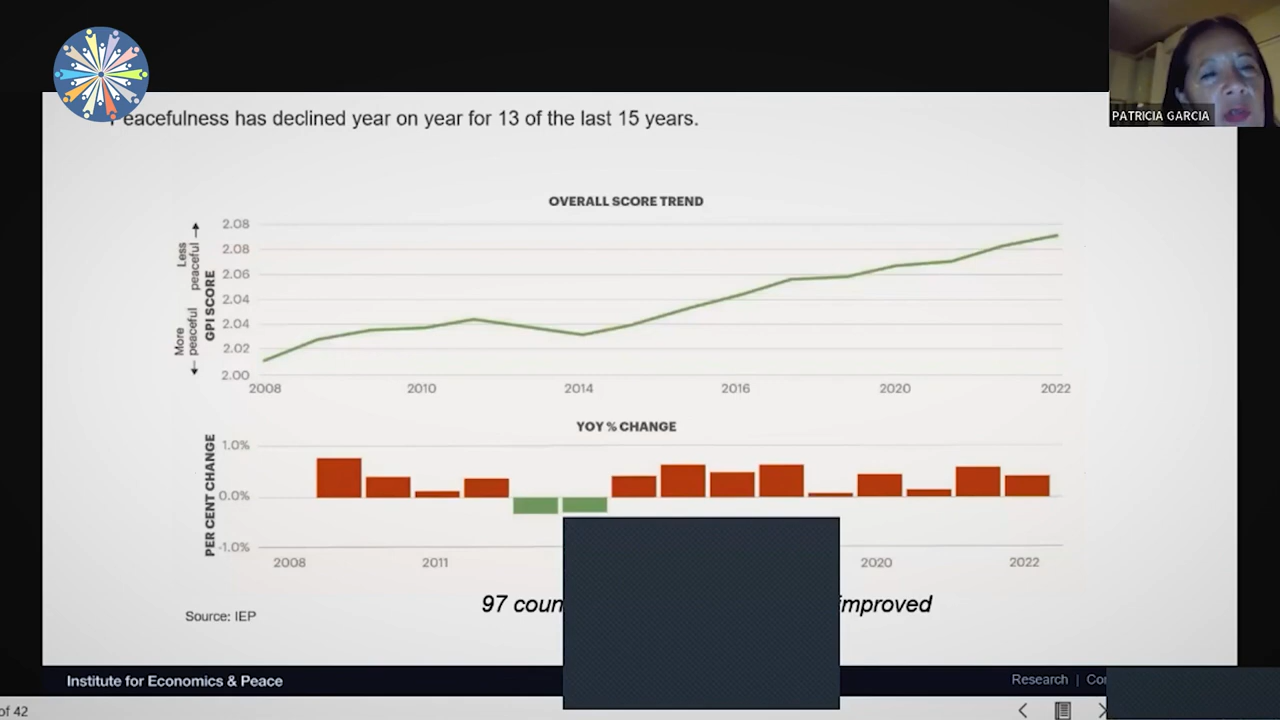 PATRICIA GARCIA
Peacefulness has declined year on year for 13 of the last 15 years.
OVERALL SCORE TREND
Less peaceful
More peaceful
GPI SCORE
2.08
2.08
2.06
2.04
2.04
2.02
2.00
2008 2010 2014 2016 2020 2022
YOY % CHANGE
PER CENT CHANGE
1.0%
0.0%
-1.0%
2008 2011 2020 2022
97 improved
Source: IEP
Institute for Economics & Peace
Research |
of 42